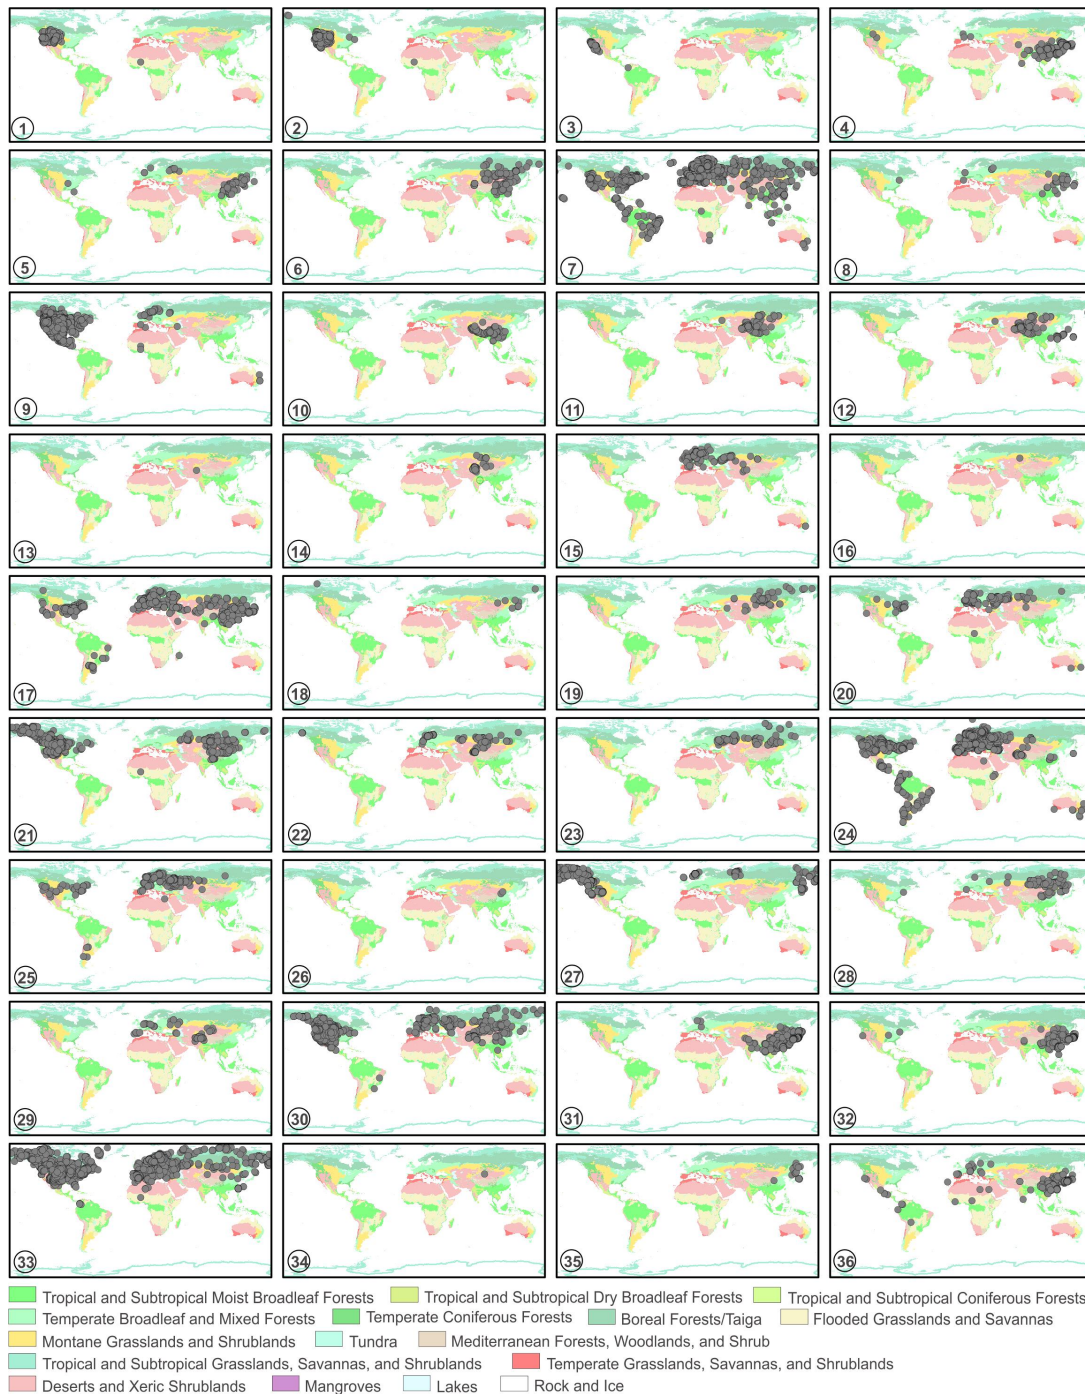 1 2 3 4
5 6 7 8
9 10 11 12
13 14 15 16
17 18 19 20
21 22 23 24
25 26 27 28
29 30 31 32
33 34 35 36
Tropical and Subtropical Moist Broadleaf Forests Tropical and Subtropical Dry Broadleaf Forests Tropical and Subtropical Coniferous Forests
Temperate Broadleaf and Mixed Forests Temperate Coniferous Forests Boreal Forests/Taiga Flooded Grasslands and Savannas
Montane Grasslands and Shrublands Tundra Mediterranean Forests, Woodlands, and Shrub
Tropical and Subtropical Grasslands, Savannas, and Shrublands Temperate Grasslands, Savannas, and Shrublands
Deserts and Xeric Shrublands Mangroves Lakes Rock and Ice